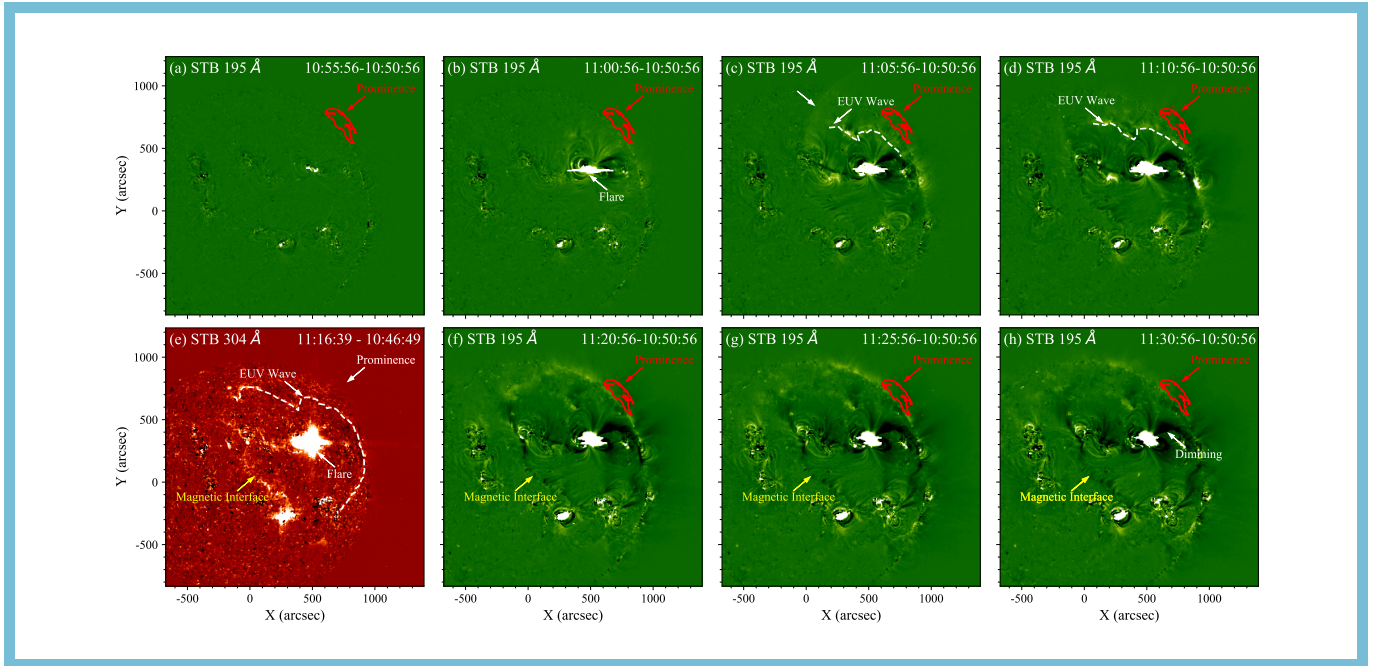 (a) STB 195 Å 10:55:56-10:50:56
Prominence
(b) STB 195 Å 11:00:56-10:50:56
Prominence
Flare
(c) STB 195 Å 11:05:56-10:50:56
Prominence
EUV Wave
(d) STB 195 Å 11:10:56-10:50:56
Prominence
EUV Wave
1000
500
0
-500
Y (arcsec)
(e) STB 304 Å 11:16:39 - 10:46:49
Prominence
EUV Wave
Flare
Magnetic Interface
(f) STB 195 Å 11:20:56-10:50:56
Prominence
Magnetic Interface
(g) STB 195 Å 11:25:56-10:50:56
Prominence
Magnetic Interface
(h) STB 195 Å 11:30:56-10:50:56
Prominence
Dimming
Magnetic Interface
1000
500
0
-500
Y (arcsec)
-500 0 500 1000
X (arcsec)
-500 0 500 1000
X (arcsec)
-500 0 500 1000
X (arcsec)
-500 0 500 1000
X (arcsec)